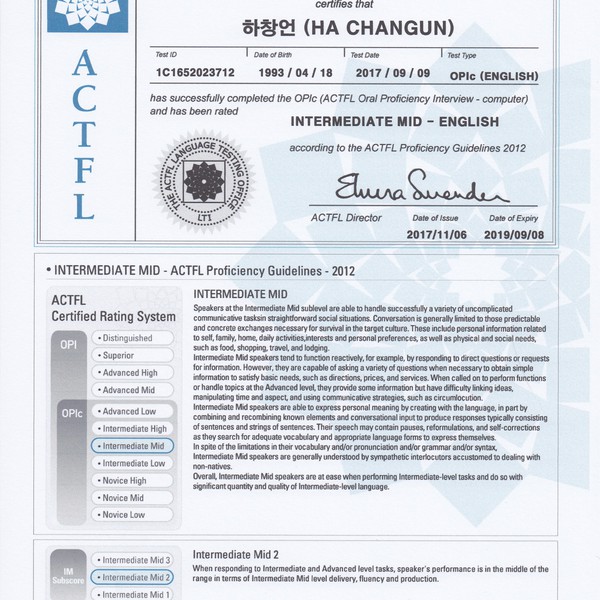 certifies that
하창언 (HA CHANGUN)
Test ID
Date of Birth
Test Date
Test Type
1C1652023712
1993 / 04 / 18
2017 / 09 / 09
OPIc (ENGLISH)
has successfully completed the OPIc (ACTFL Oral Proficiency Interview - computer)
and has been rated
INTERMEDIATE MID – ENGLISH
according to the ACTFL Proficiency Guidelines 2012
ACTFL
THE ACTFL LANGUAGE TESTING OFFICE
LTI
ACTFL Director
Date of Issue
Date of Expiry
2017/11/06
2019/09/08
• INTERMEDIATE MID - ACTFL Proficiency Guidelines - 2012
ACTFL
Certified Rating System
OPI
• Distinguished
• Superior
• Advanced High
• Advanced Mid
OPIc
• Advanced Low
• Intermediate High
• Intermediate Mid
• Intermediate Low
• Novice High
• Novice Mid
• Novice Low
INTERMEDIATE MID
Speakers at the Intermediate Mid sublevel are able to handle successfully a variety of uncomplicated
communicative tasksin straightforward social situations. Conversation is generally limited to those predictable
and concrete exchanges necessary for survival in the target culture. These include personal information related
to self, family, home, daily activities,interests and personal preferences, as well as physical and social needs,
such as food, shopping, travel, and lodging.
Intermediate Mid speakers tend to function reactively, for example, by responding to direct questions or requests
for information. However, they are capable of asking a variety of questions when necessary to obtain simple
information to satisfy basic needs, such as directions, prices, and services. When called on to perform functions
or handle topics at the Advanced level, they provide some information but have difficulty linking ideas,
manipulating time and aspect, and using communicative strategies, such as circumlocution.
Intermediate Mid speakers are able to express personal meaning by creating with the language, in part by
combining and recombining known elements and conversational input to produce responses typically consisting
of sentences and strings of sentences. Their speech may contain pauses, reformulations, and self-corrections
as they search for adequate vocabulary and appropriate language forms to express themselves.
In spite of the limitations in their vocabulary and/or pronunciation and/or grammar and/or syntax,
Intermediate Mid speakers are generally understood by sympathetic interlocutors accustomed to dealing with
non-natives.
Overall, Intermediate Mid speakers are at ease when performing Intermediate-level tasks and do so with
significant quantity and quality of Intermediate-level language.
IM
Subscore
• Intermediate Mid 3
• Intermediate Mid 2
• Intermediate Mid 1
Intermediate Mid 2
When responding to Intermediate and Advanced level tasks, speaker's performance is in the middle of the
range in terms of Intermediate Mid level delivery, fluency and production.